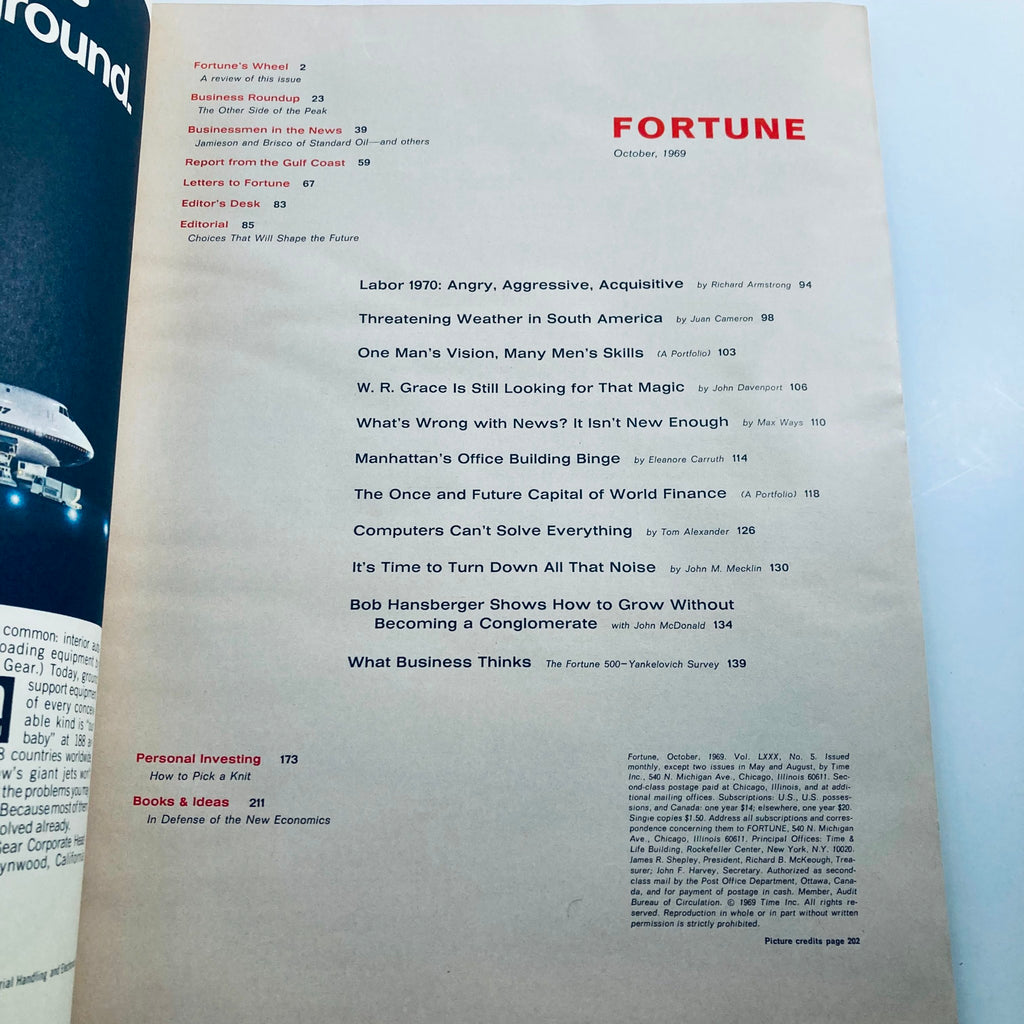 round.
common: interior
loading equipment
Gear.) Today, ground
support equipment
of every
able kind is
baby" at 188
8 countries worldwide
w's giant jets won't
the problems you may
Because most of them
olved already.
Gear Corporate Head
ynwood, California
rial Handling and
Fortune's Wheel 2
A review of this issue
Business Roundup 23
The Other Side of the Peak
Businessmen in the News 39
Jamieson and Brisco of Standard Oil—and others
Report from the Gulf Coast 59
Letters to Fortune 67
Editor's Desk 83
Editorial 85
Choices That Will Shape the Future
FORTUNE
October, 1969
Labor 1970: Angry, Aggressive, Acquisitive by Richard Armstrong 94
Threatening Weather in South America by Juan Cameron 98
One Man's Vision, Many Men's Skills (A Portfolio) 103
W. R. Grace Is Still Looking for That Magic by John Davenport 106
What's Wrong with News? It Isn't New Enough by Max Ways 110
Manhattan's Office Building Binge by Eleanore Carruth 114
The Once and Future Capital of World Finance (A Portfolio) 118
Computers Can't Solve Everything by Tom Alexander 126
It's Time to Turn Down All That Noise by John M. Mecklin 130
Bob Hansberger Shows How to Grow Without
Becoming a Conglomerate with John McDonald 134
What Business Thinks The Fortune 500—Yankelovich Survey 139
Personal Investing 173
How to Pick a Knit
Books & Ideas 211
In Defense of the New Economics
Fortune, October, 1969. Vol. LXXX, No. 5. Issued
monthly, except two issues in May and August, by Time
Inc., 540 N. Michigan Ave., Chicago, Illinois 60611. Sec-
ond-class postage paid at Chicago, Illinois, and at addi-
tional mailing offices. Subscriptions: U.S., U.S. posses-
sions, and Canada: one year $14; elsewhere, one year $20.
Single copies $1.50. Address all subscriptions and corres-
pondence concerning them to FORTUNE, 540 N. Michigan
Ave., Chicago, Illinois 60611. Principal Offices: Time &
Life Building, Rockefeller Center, New York, N.Y. 10020.
James R. Shepley, President, Richard B. McKeough, Trea-
surer; John F. Harvey, Secretary. Authorized as second-
class mail by the Post Office Department, Ottawa, Cana-
da, and for payment of postage in cash. Member, Audit
Bureau of Circulation. © 1969 Time Inc. All rights re-
served. Reproduction in whole or in part without written
permission is strictly prohibited.
Picture credits page 202